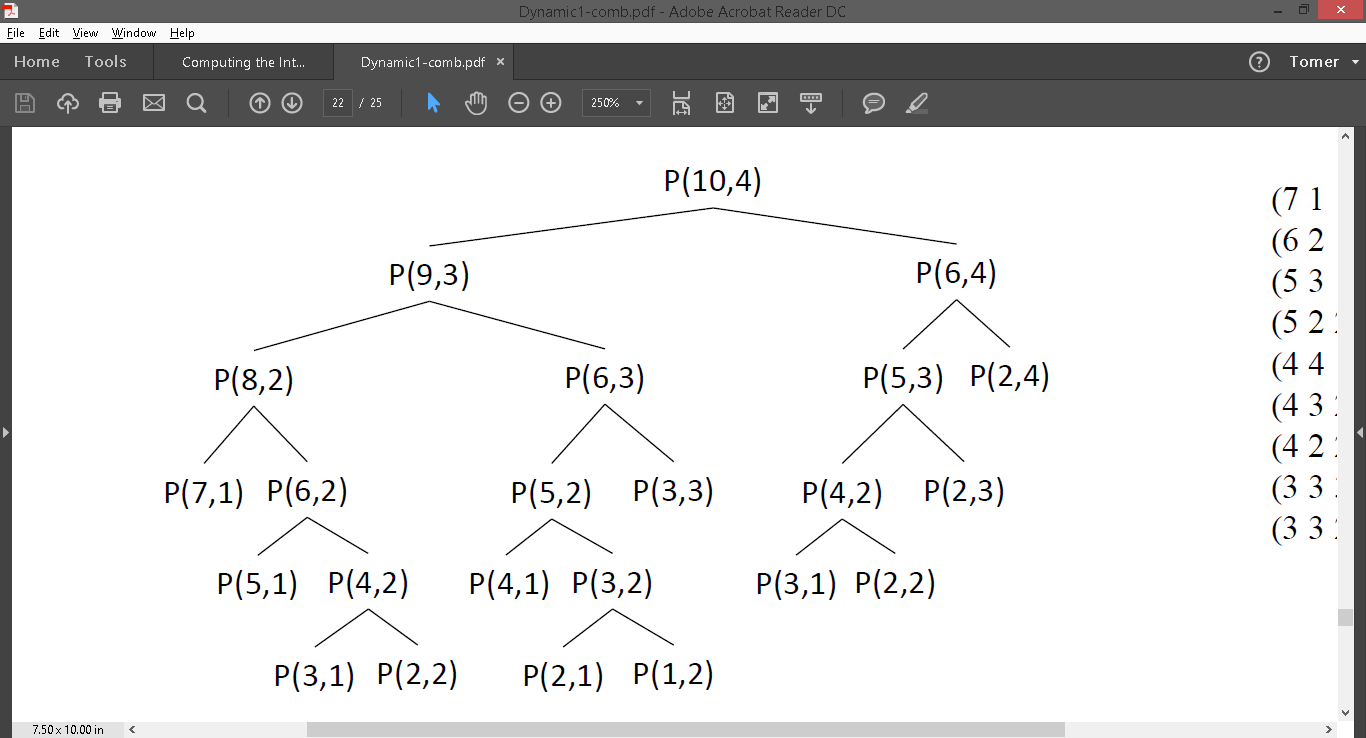 Dynamic1-comb.pdf - Adobe Acrobat Reader DC
File Edit View Window Help
Home Tools Computing the Int... Dynamic1-comb.pdf × ? Tomer
22 / 25 250%
P(10,4)
P(9,3) P(6,4)
P(8,2) P(6,3) P(5,3) P(2,4)
P(7,1) P(6,2) P(5,2) P(3,3) P(4,2) P(2,3)
P(5,1) P(4,2) P(4,1) P(3,2) P(3,1) P(2,2)
P(3,1) P(2,2) P(2,1) P(1,2)
(7 1
(6 2
(5 3
(5 2
(4 4
(4 3
(4 2
(3 3
(3 3
7.50 x 10.00 in